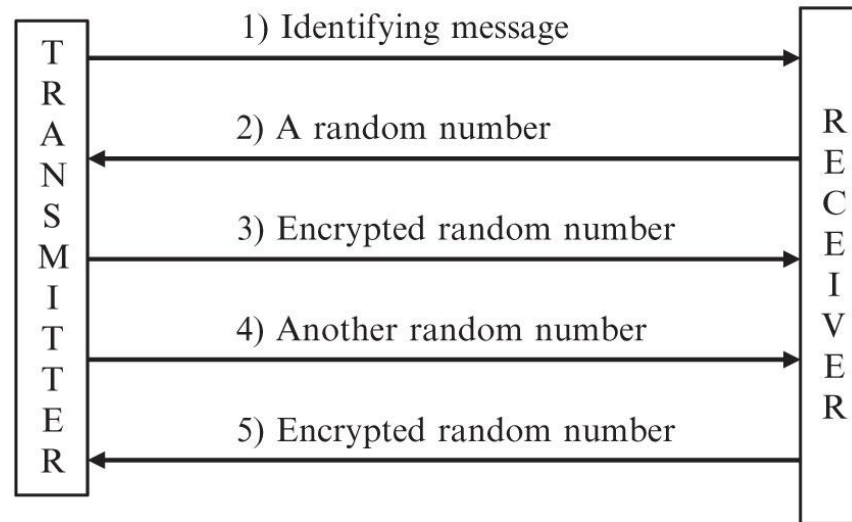 TRANSMITTER
1) Identifying message
2) A random number
3) Encrypted random number
4) Another random number
5) Encrypted random number
RECEIVER